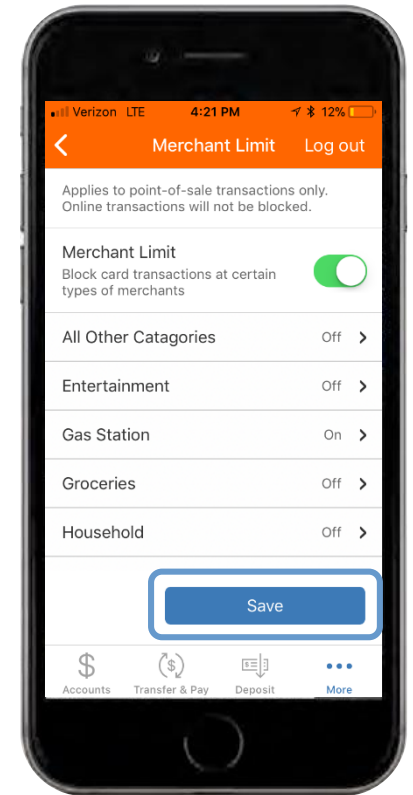 Verizon LTE 4:21 PM 12%
Merchant Limit Log out
Applies to point-of-sale transactions only.
Online transactions will not be blocked.
Merchant Limit
Block card transactions at certain
types of merchants
All Other Catagories Off
Entertainment Off
Gas Station On
Groceries Off
Household Off
Save
Accounts Transfer & Pay Deposit More